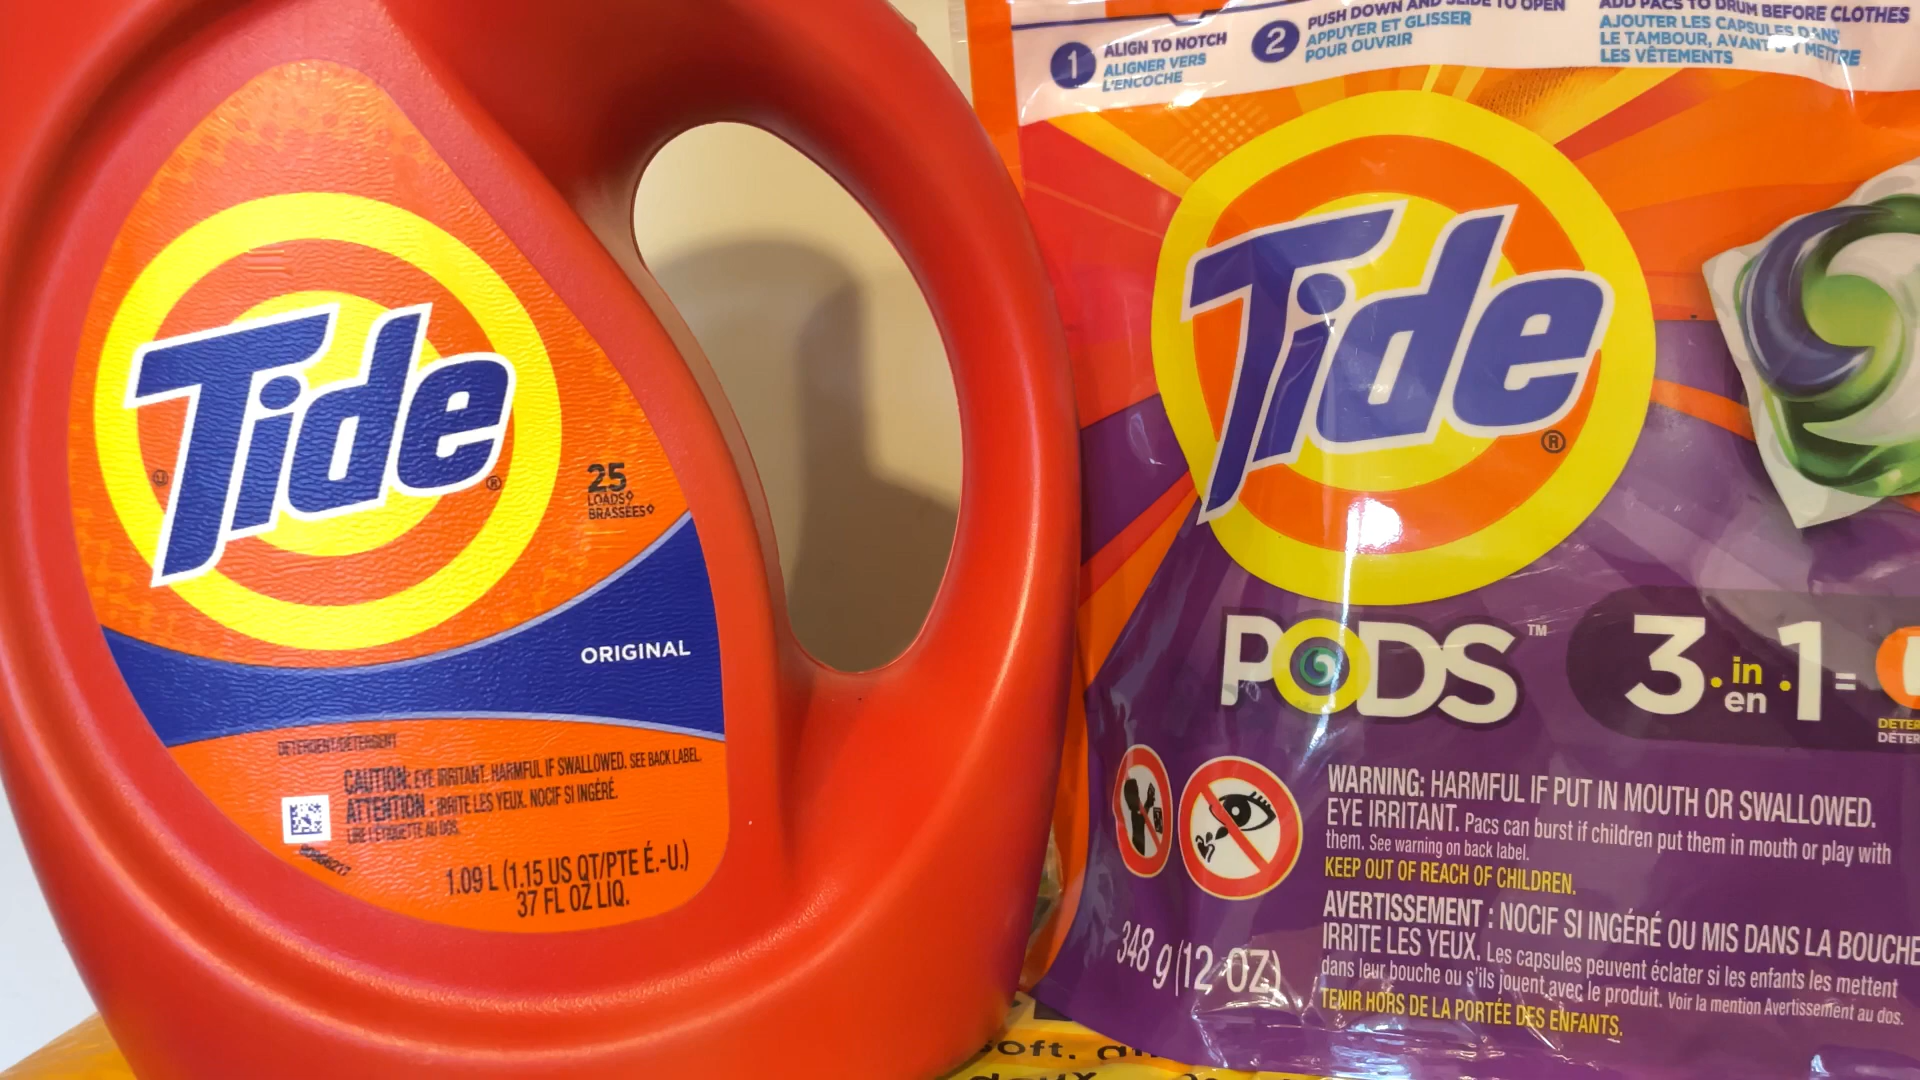 Tide
®
25
LOADS◊
BRASSÉES◊
ORIGINAL
DETERGENT/DÉTERGENT
CAUTION: EYE IRRITANT. HARMFUL IF SWALLOWED. SEE BACK LABEL.
ATTENTION : IRRITE LES YEUX. NOCIF SI INGÉRÉ.
LIRE L'ÉTIQUETTE AU DOS.
1.09 L (1.15 US QT/PTE É.-U.)
37 FL OZ LIQ.
1 ALIGN TO NOTCH
ALIGNER VERS
L'ENCOCHE
2 PUSH DOWN AND SLIDE TO OPEN
APPUYER ET GLISSER
POUR OUVRIR
ADD PACS TO DRUM BEFORE CLOTHES
AJOUTER LES CAPSULES DANS
LE TAMBOUR, AVANT D'Y METTRE
LES VÊTEMENTS
Tide
®
PODS™
3 in 1 =
en
WARNING: HARMFUL IF PUT IN MOUTH OR SWALLOWED.
EYE IRRITANT. Pacs can burst if children put them in mouth or play with
them. See warning on back label.
KEEP OUT OF REACH OF CHILDREN.
AVERTISSEMENT : NOCIF SI INGÉRÉ OU MIS DANS LA BOUCHE
IRRITE LES YEUX. Les capsules peuvent éclater si les enfants les mettent
dans leur bouche ou s'ils jouent avec le produit. Voir la mention Avertissement au dos.
TENIR HORS DE LA PORTÉE DES ENFANTS.
348 g (12 OZ)
soft.